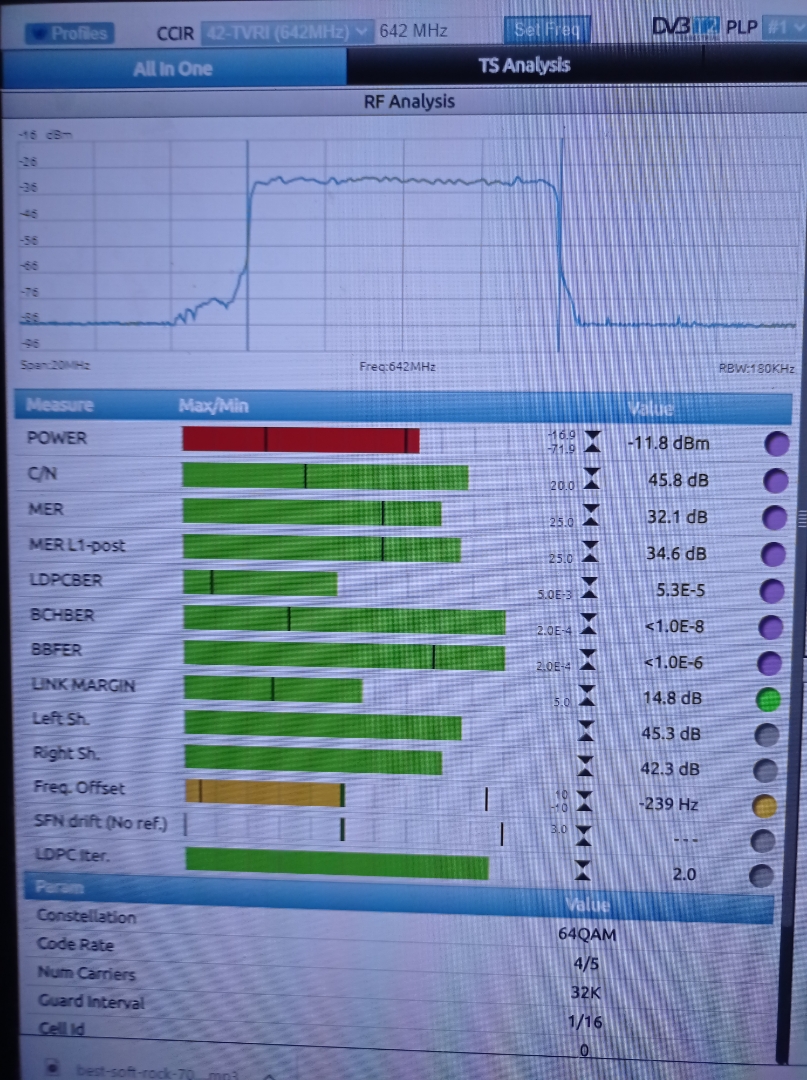 Profiles CCIR 42-TVRI (642MHz) 642 MHz Set Freq DVB T2 PLP #1
All In One TS Analysis
RF Analysis
-16 dBm
-26
-36
-46
-56
-66
-76
-86
-96
Span:20MHz Freq:642MHz RBW:180KHz
Measure Max/Min Value
POWER -16.9 -71.9 -11.8 dBm
C/N 20.0 45.8 dB
MER 25.0 32.1 dB
MER L1-post 25.0 34.6 dB
LDPCBER 5.0E-3 5.3E-5
BCHBER 2.0E-4 <1.0E-8
BBFER 2.0E-4 <1.0E-6
LINK MARGIN 5.0 14.8 dB
Left Sh. 45.3 dB
Right Sh. 42.3 dB
Freq. Offset 10 -10 -239 Hz
SFN drift (No ref.) 3.0 ---
LDPC Iter. 2.0
Param Value
Constellation 64QAM
Code Rate 4/5
Num Carriers 32K
Guard Interval 1/16
Cell Id 0
best-soft-rock-70 mp3